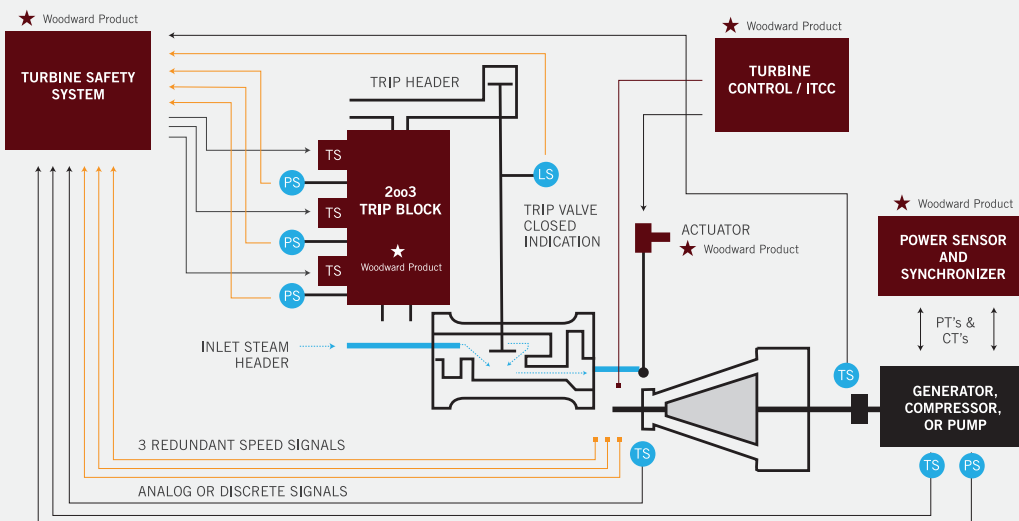 Woodward Product
TURBINE SAFETY
SYSTEM
TRIP HEADER
Woodward Product
TURBINE
CONTROL / ITCC
TS
PS
TS
PS
TS
PS
2oo3
TRIP BLOCK
Woodward Product
LS
TRIP VALVE
CLOSED
INDICATION
ACTUATOR
Woodward Product
Woodward Product
POWER SENSOR
AND
SYNCHRONIZER
PT's &
CT's
INLET STEAM
HEADER
TS
GENERATOR,
COMPRESSOR,
OR PUMP
3 REDUNDANT SPEED SIGNALS
TS
TS
PS
ANALOG OR DISCRETE SIGNALS